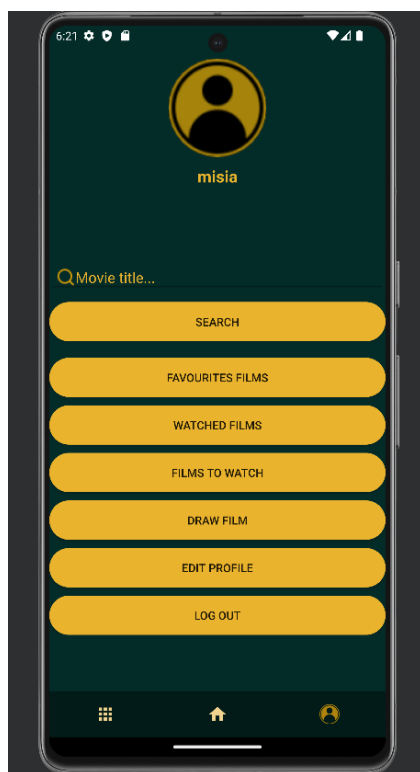 6:21
misia
Movie title...
SEARCH
FAVOURITES FILMS
WATCHED FILMS
FILMS TO WATCH
DRAW FILM
EDIT PROFILE
LOG OUT